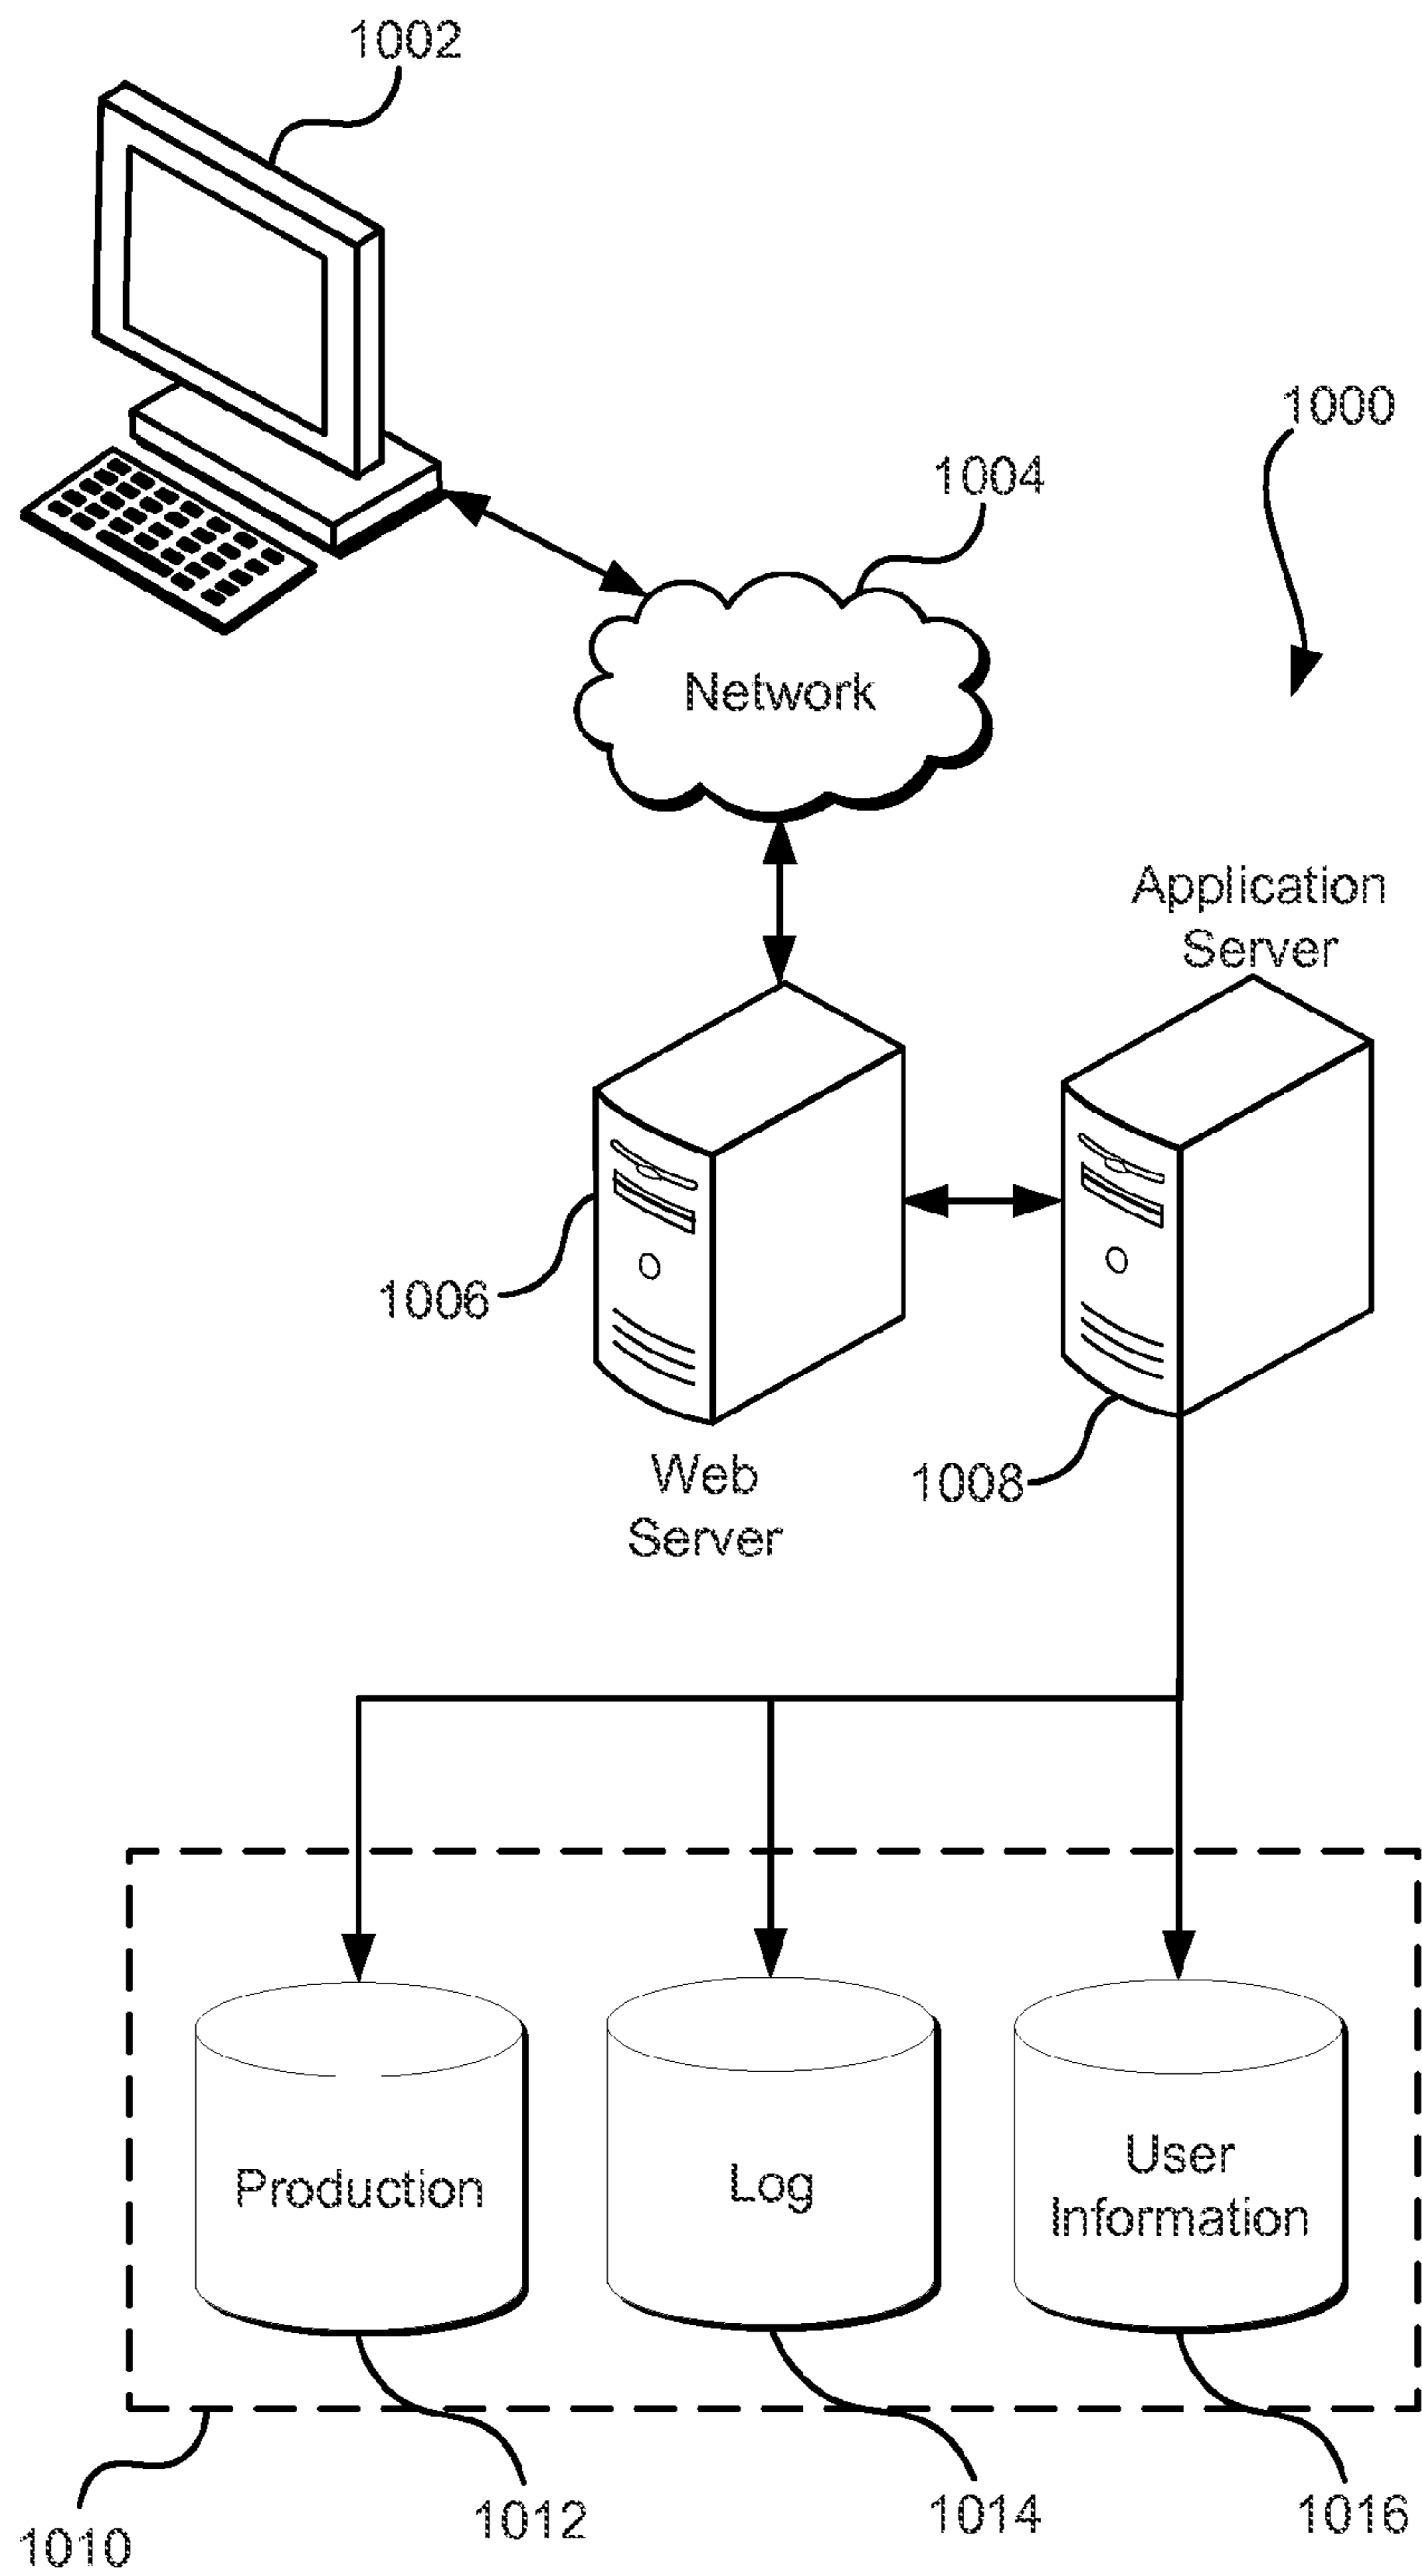 1002
1000
1004
Network
Application
Server
1006
Web
Server
1008
Production
Log
User
Information
1010
1012
1014
1016